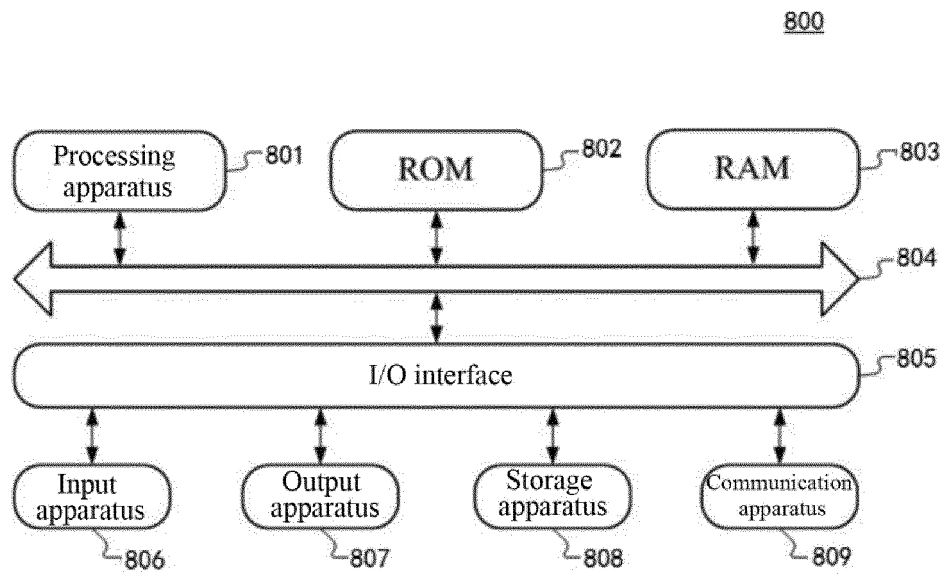 800
Processing
apparatus
801
ROM
802
RAM
803
804
I/O interface
805
Input
apparatus
806
Output
apparatus
807
Storage
apparatus
808
Communication
apparatus
809